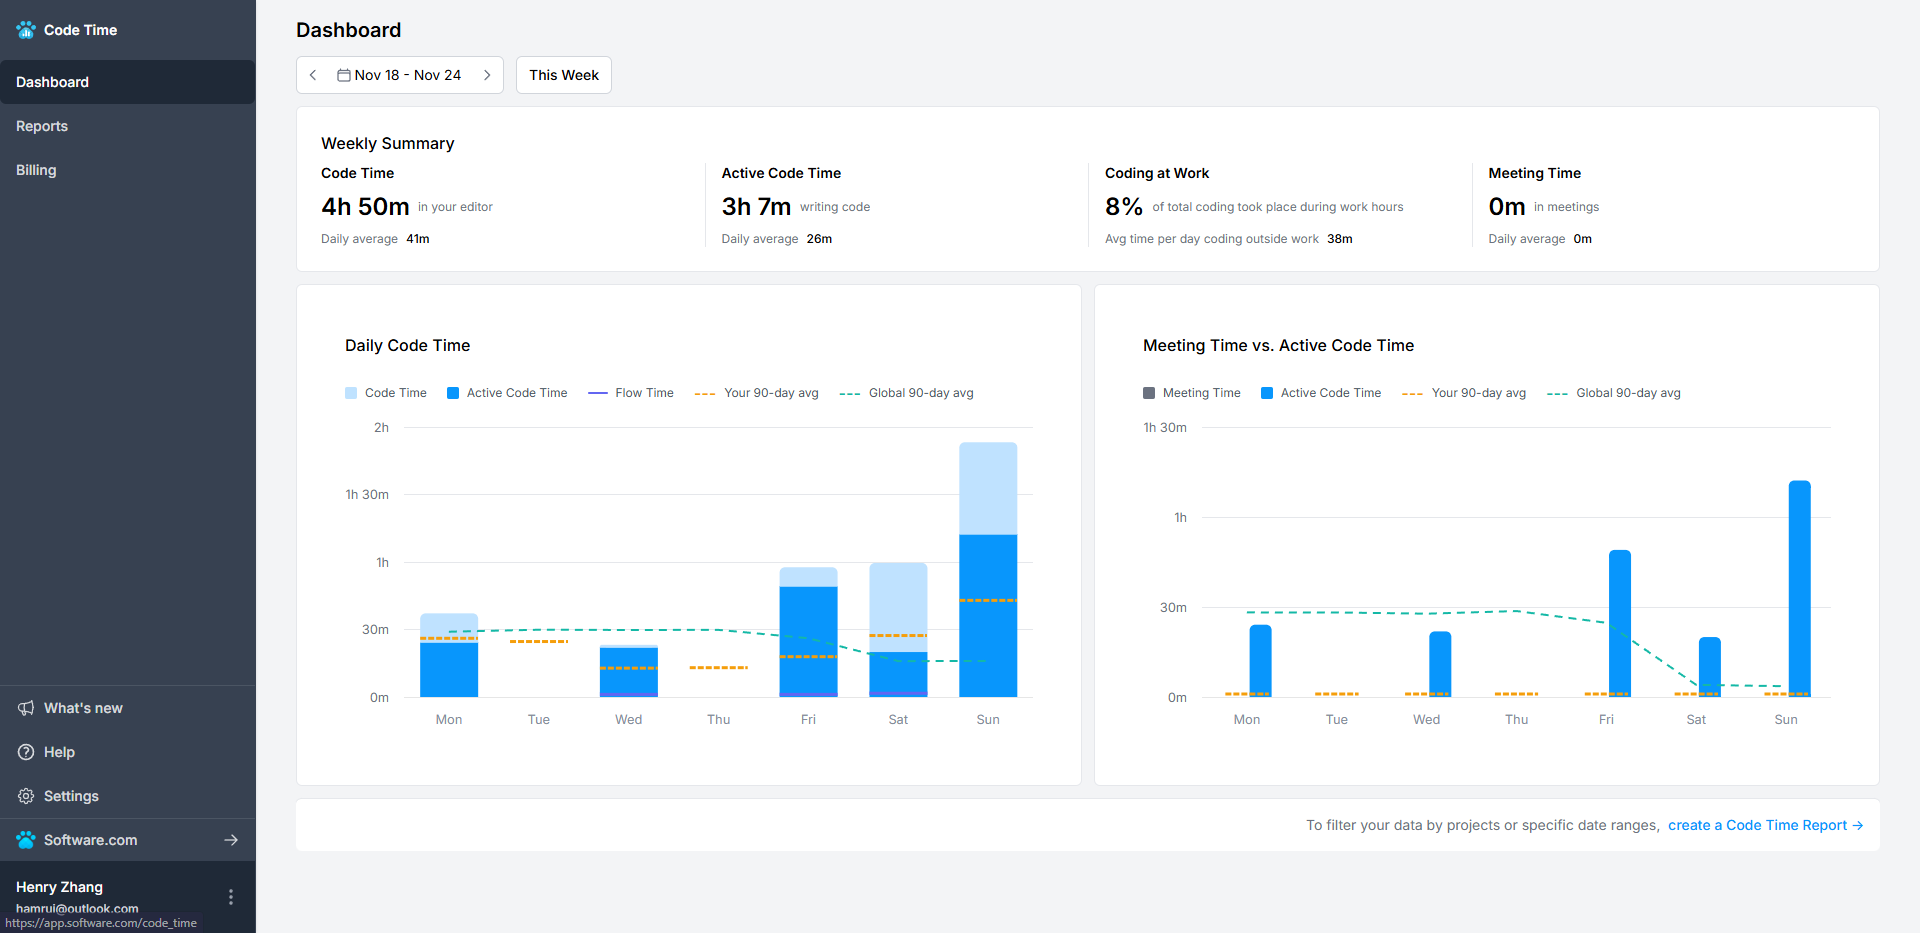 Code Time
Dashboard
Reports
Billing
What's new
Help
Settings
Software.com
Henry Zhang
hamrui@outlook.com
https://app.software.com/code_time
Dashboard
Nov 18 - Nov 24
This Week
Weekly Summary
Code Time
4h 50m in your editor
Daily average 41m
Active Code Time
3h 7m writing code
Daily average 26m
Coding at Work
8% of total coding took place during work hours
Avg time per day coding outside work 38m
Meeting Time
0m in meetings
Daily average 0m
Daily Code Time
Code Time Active Code Time Flow Time Your 90-day avg Global 90-day avg
2h
1h 30m
1h
30m
0m
Mon Tue Wed Thu Fri Sat Sun
Meeting Time vs. Active Code Time
Meeting Time Active Code Time Your 90-day avg Global 90-day avg
1h 30m
1h
30m
0m
Mon Tue Wed Thu Fri Sat Sun
To filter your data by projects or specific date ranges, create a Code Time Report →